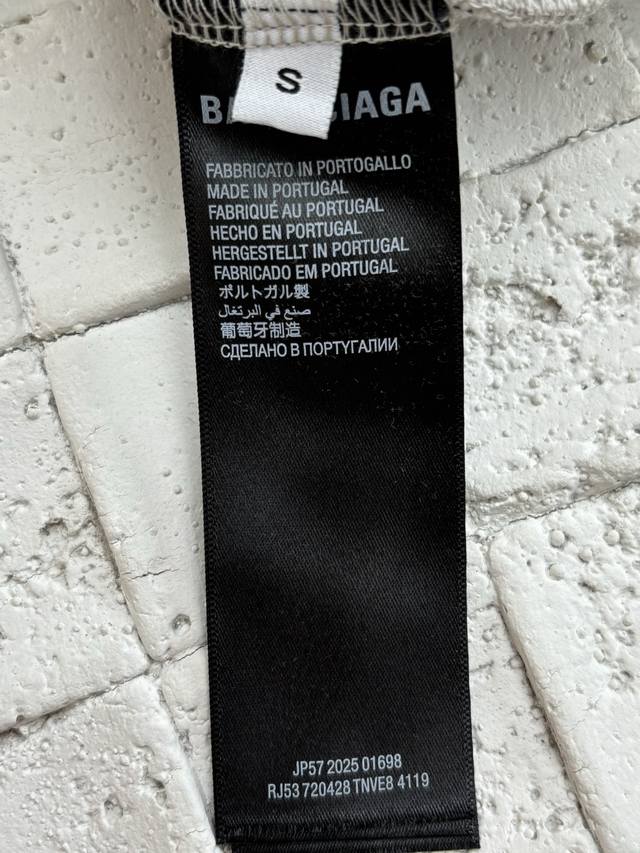 S
FABBRICATO IN PORTOGALLO
MADE IN PORTUGAL
FABRIQUÉ AU PORTUGAL
HECHO EN PORTUGAL
HERGESTELLT IN PORTUGAL
FABRICADO EM PORTUGAL
ポルトガル製
صنع في البرتغال
葡萄牙制造
СДЕЛАНО В ПОРТУГАЛИИ
JP57 2025 01698
RJ53 720428 TNVE8 4119